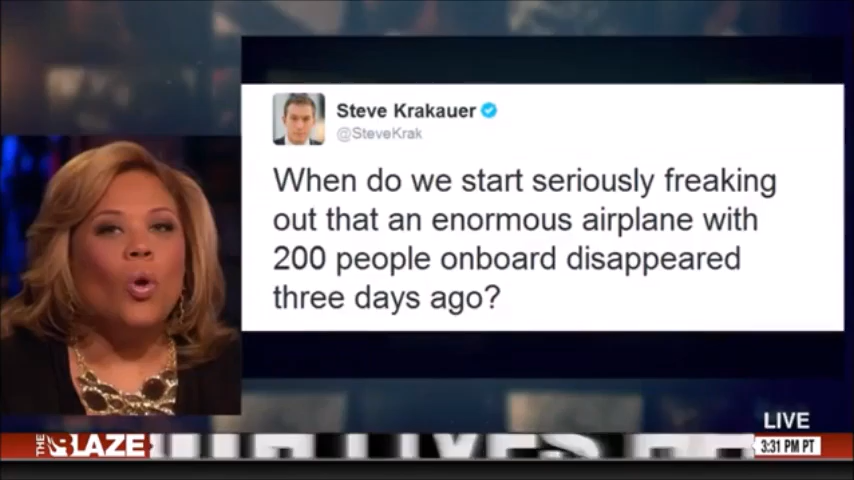 Steve Krakauer
@SteveKrak
When do we start seriously freaking
out that an enormous airplane with
200 people onboard disappeared
three days ago?
LIVE
THE BLAZE
3:31 PM PT